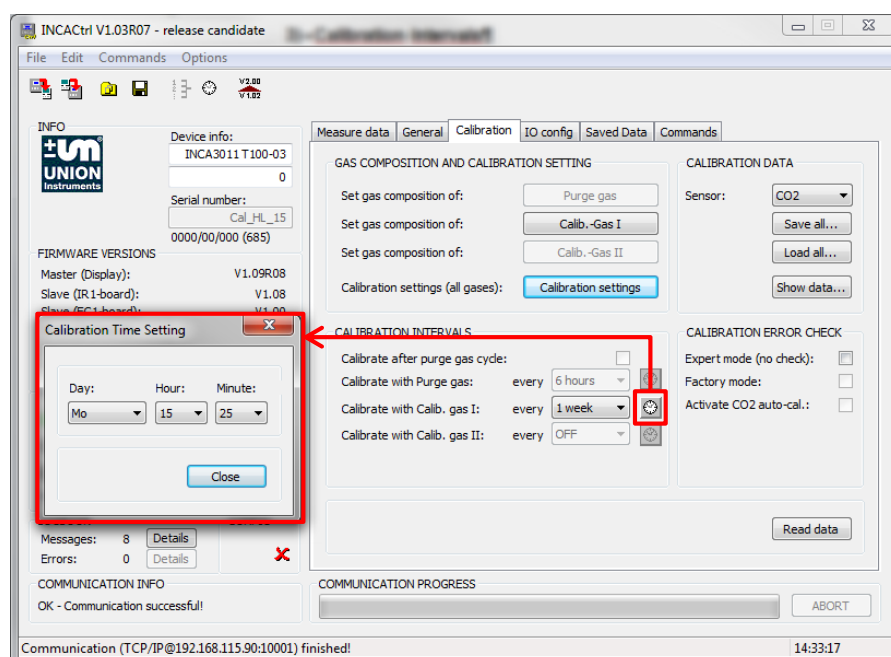 INCACtrl V1.03R07 - release candidate
File Edit Commands Options
V2.00
V1.02
INFO
UNION
Instruments
Device info:
INCA3011 T100-03
0
Serial number:
Cal_HL_15
0000/00/000 (685)
FIRMWARE VERSIONS
Master (Display): V1.09R08
Slave (IR1-board): V1.08
Measure data General Calibration IO config Saved Data Commands
GAS COMPOSITION AND CALIBRATION SETTING
Set gas composition of: Purge gas
Set gas composition of: Calib.-Gas I
Set gas composition of: Calib.-Gas II
Calibration settings (all gases): Calibration settings
CALIBRATION DATA
Sensor: CO2
Save all...
Load all...
Show data...
Calibration Time Setting
Day: Hour: Minute:
Mo 15 25
Close
CALIBRATION INTERVALS
Calibrate after purge gas cycle:
Calibrate with Purge gas: every 6 hours
Calibrate with Calib. gas I: every 1 week
Calibrate with Calib. gas II: every OFF
CALIBRATION ERROR CHECK
Expert mode (no check):
Factory mode:
Activate CO2 auto-cal.:
Read data
Messages: 8 Details
Errors: 0 Details
COMMUNICATION INFO
OK - Communication successful!
COMMUNICATION PROGRESS
ABORT
Communication (TCP/IP@192.168.115.90:10001) finished!
14:33:17